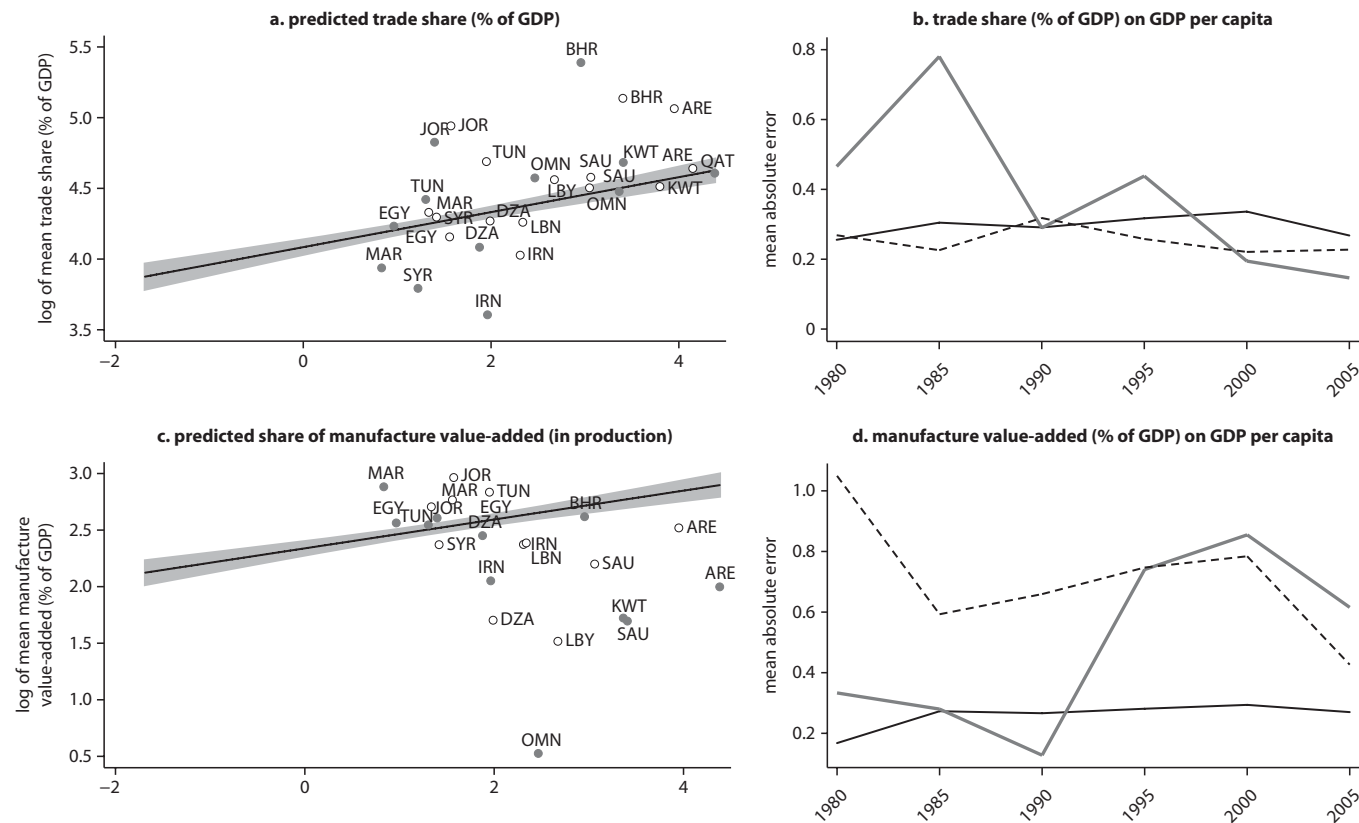 a. predicted trade share (% of GDP)
log of mean trade share (% of GDP)
5.5
5.0
4.5
4.0
3.5
−2
0
2
4
BHR
BHR
ARE
JOR
JOR
TUN
OMN
SAU
KWT
ARE
QAT
TUN
LBY
SAU
KWT
MAR
OMN
EGY
SYR
DZA
LBN
EGY
DZA
MAR
IRN
SYR
IRN
b. trade share (% of GDP) on GDP per capita
mean absolute error
0.8
0.6
0.4
0.2
0
1980
1985
1990
1995
2000
2005
c. predicted share of manufacture value-added (in production)
log of mean manufacture
value-added (% of GDP)
3.0
2.5
2.0
1.5
1.0
0.5
−2
0
2
4
MAR
JOR
MAR
TUN
EGY
TUN
JOR
EGY
BHR
DZA
ARE
SYR
IRN
LBN
SAU
IRN
ARE
DZA
KWT
SAU
LBY
OMN
d. manufacture value-added (% of GDP) on GDP per capita
mean absolute error
1.0
0.8
0.6
0.4
0.2
1980
1985
1990
1995
2000
2005